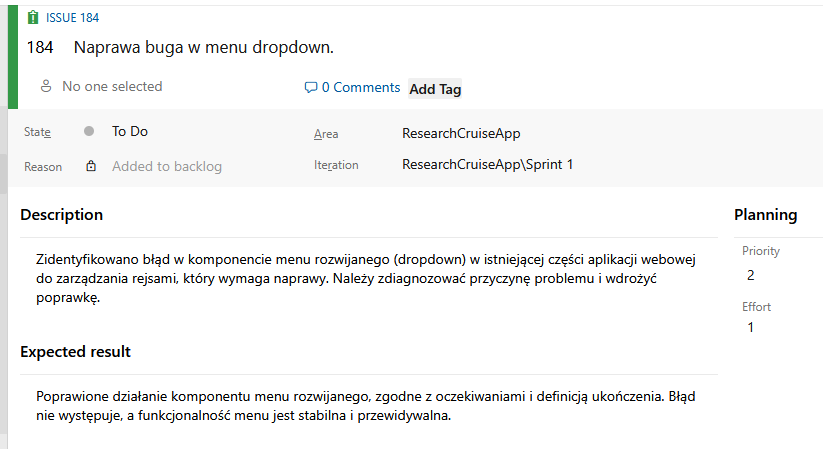 ISSUE 184
184 Naprawa buga w menu dropdown.
No one selected 0 Comments Add Tag
State To Do Area ResearchCruiseApp
Reason Added to backlog Iteration ResearchCruiseApp\Sprint 1
Description
Zidentyfikowano błąd w komponencie menu rozwijanego (dropdown) w istniejącej części aplikacji webowej
do zarządzania rejsami, który wymaga naprawy. Należy zdiagnozować przyczynę problemu i wdrożyć
poprawkę.
Expected result
Poprawione działanie komponentu menu rozwijanego, zgodne z oczekiwaniami i definicją ukończenia. Błąd
nie występuje, a funkcjonalność menu jest stabilna i przewidywalna.
Planning
Priority
2
Effort
1